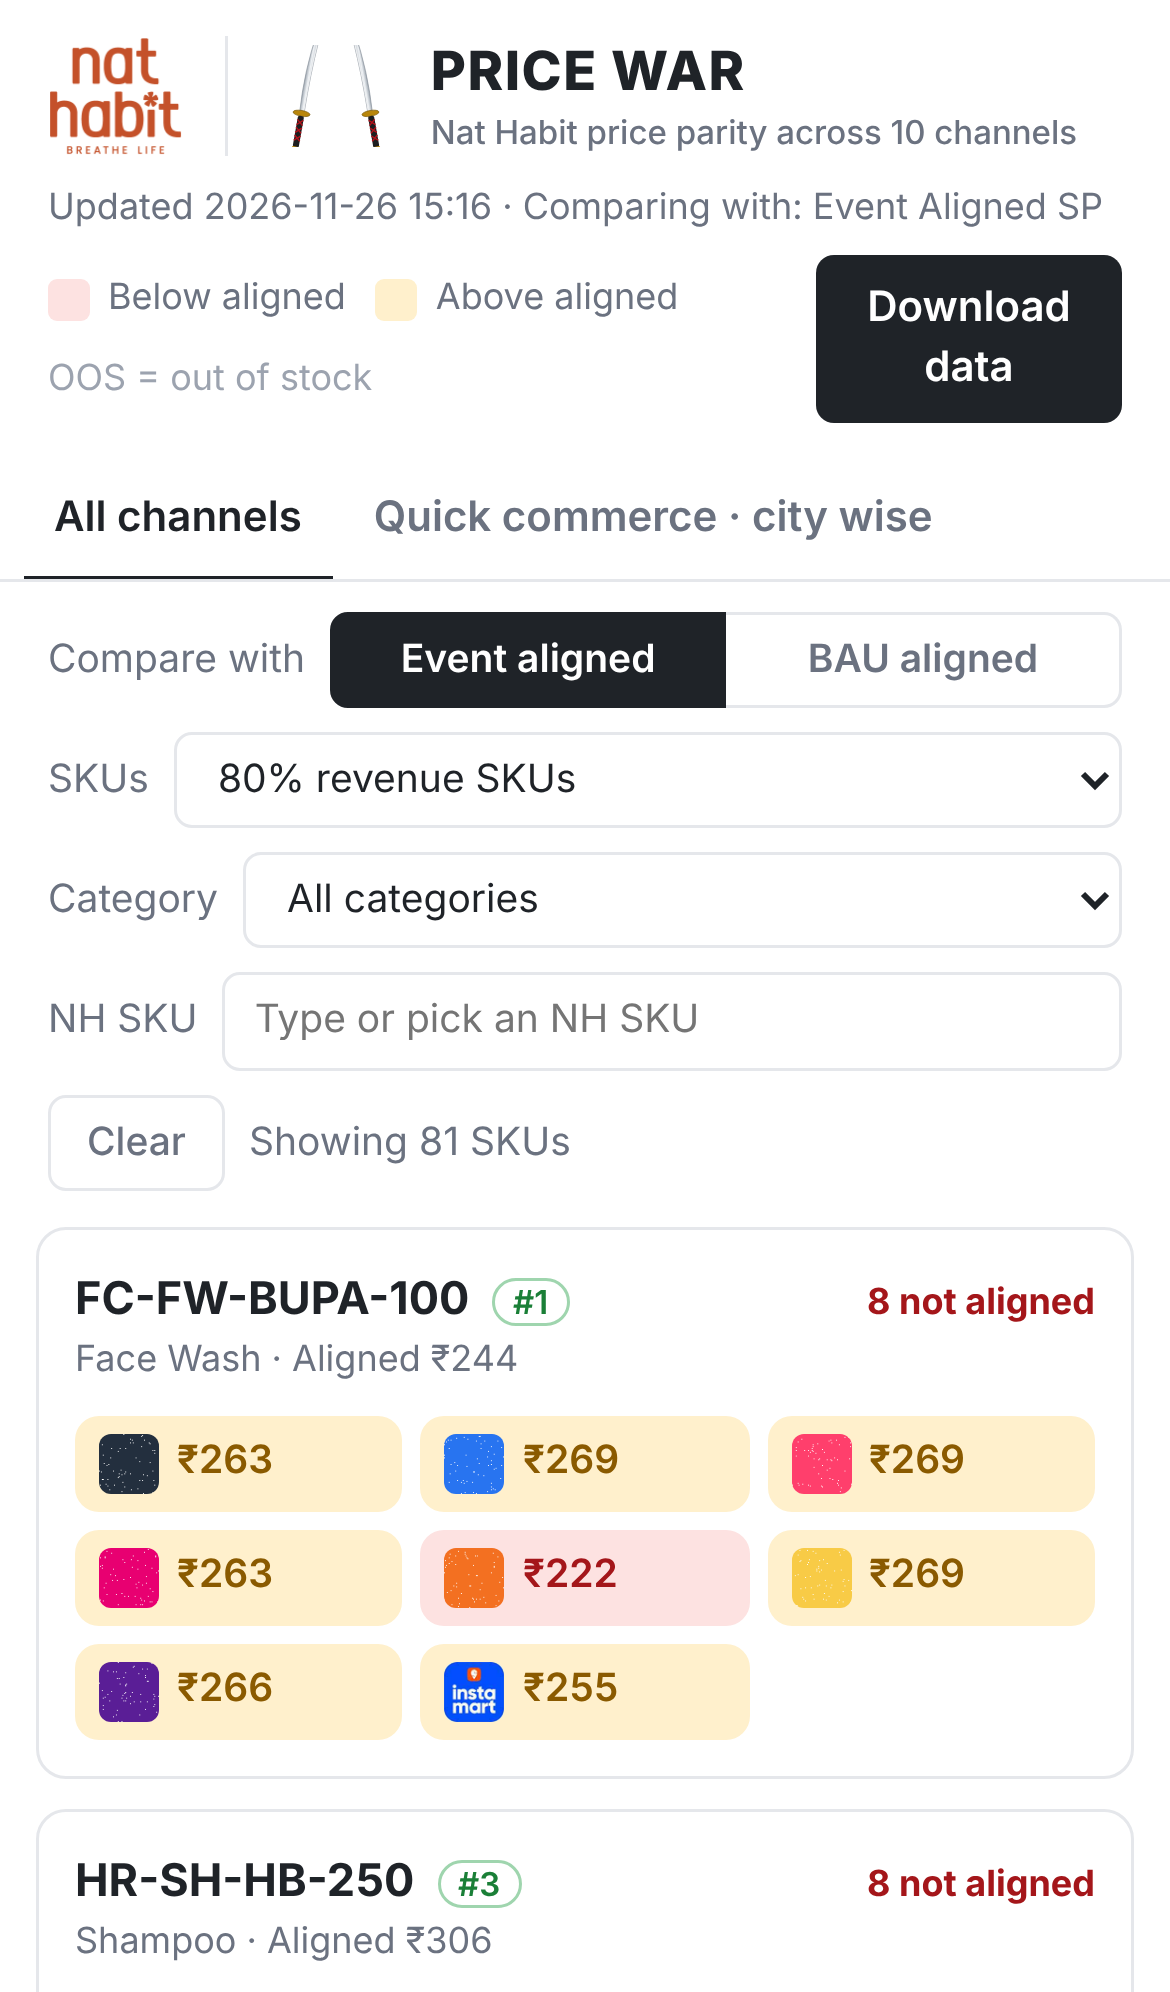 nat
habit
BREATHE LIFE
PRICE WAR
Nat Habit price parity across 10 channels
Updated 2026-11-26 15:16 · Comparing with: Event Aligned SP
Below aligned
Above aligned
OOS = out of stock
Download
data
All channels
Quick commerce · city wise
Compare with
Event aligned
BAU aligned
SKUs
80% revenue SKUs
Category
All categories
NH SKU
Type or pick an NH SKU
Clear
Showing 81 SKUs
FC-FW-BUPA-100
#1
8 not aligned
Face Wash · Aligned ₹244
₹263
₹269
₹269
₹263
₹222
₹269
₹266
insta
mart
₹255
HR-SH-HB-250
#3
8 not aligned
Shampoo · Aligned ₹306